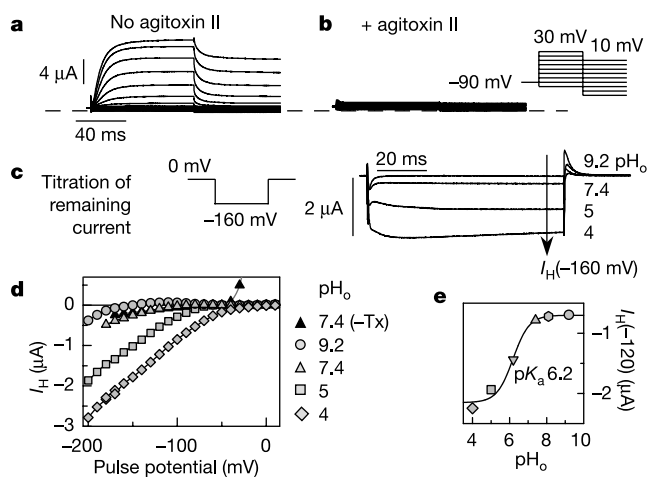 a No agitoxin II
4 μA
40 ms
b + agitoxin II
30 mV
10 mV
–90 mV
c Titration of
remaining
current
0 mV
–160 mV
20 ms
2 μA
9.2 pHo
7.4
5
4
IH(–160 mV)
d
IH (μA)
0
–1
–2
–3
–200
–100
0
Pulse potential (mV)
pHo
7.4 (–Tx)
9.2
7.4
5
4
e
pKa 6.2
IH(–120) (μA)
–1
–2
4 6 8 10
pHo